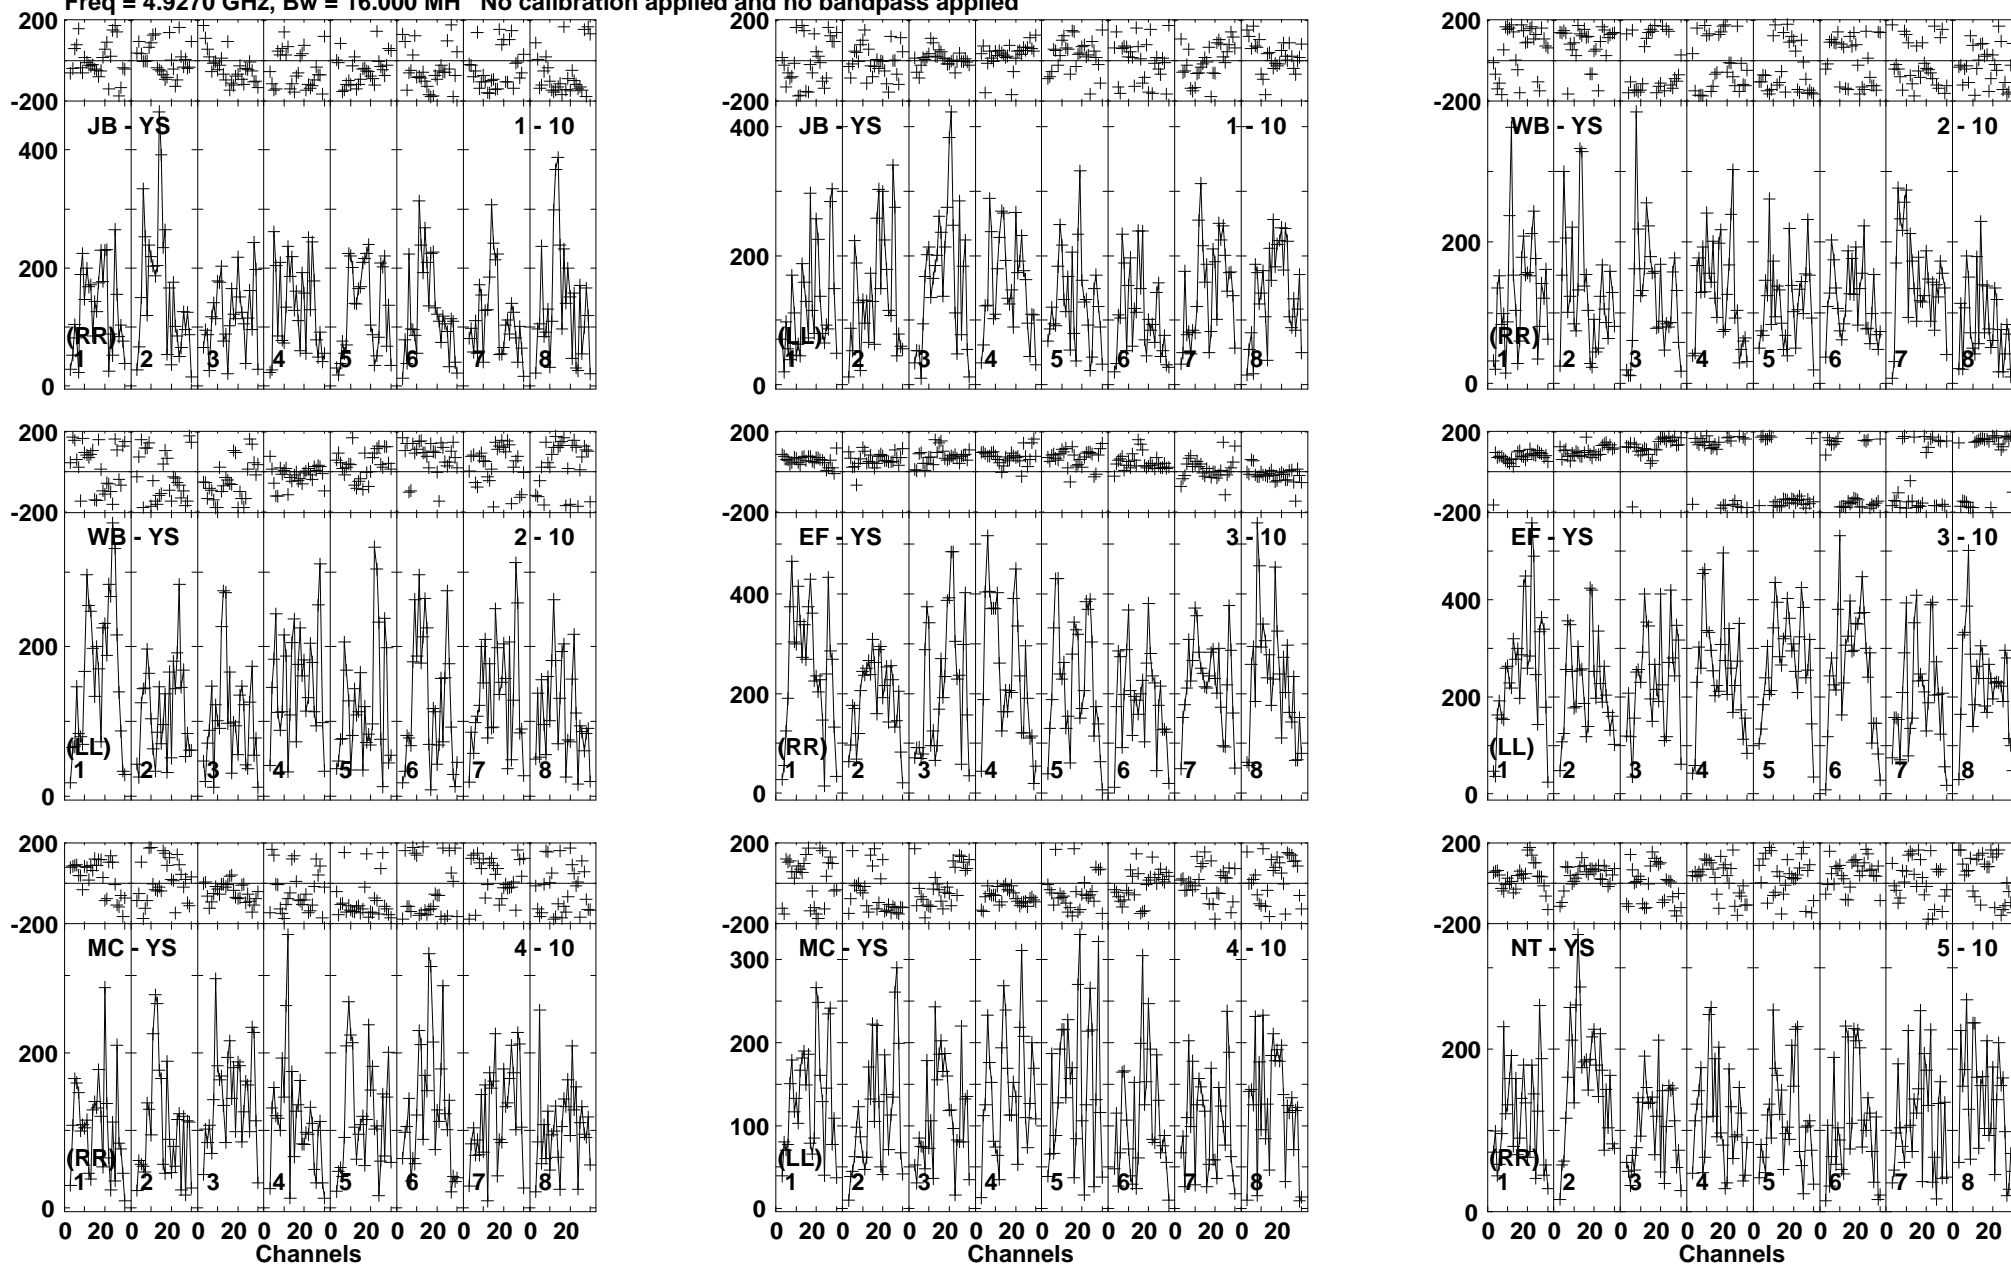 Freq = 4.9270 GHz, Bw = 16.000 MH No calibration applied and no bandpass applied
200 200 200
-200 -200 -200
JB - YS 1 - 10 JB - YS 1 - 10 WB - YS 2 - 10
400 400
200 200 200
(RR) (LL) (RR)
1 2 3 4 5 6 7 8 1 2 3 4 5 6 7 8 1 2 3 4 5 6 7 8
0 0 0
200 200 200
-200 -200 -200
WB - YS 2 - 10 EF - YS 3 - 10 EF - YS 3 - 10
400 400
200 200 200
(LL) (RR) (LL)
1 2 3 4 5 6 7 8 1 2 3 4 5 6 7 8 1 2 3 4 5 6 7 8
0 0 0
200 200 200
-200 -200 -200
MC - YS 4 - 10 MC - YS 4 - 10 NT - YS 5 - 10
300
200 200 200
100
(RR) (LL) (RR)
1 2 3 4 5 6 7 8 1 2 3 4 5 6 7 8 1 2 3 4 5 6 7 8
0 0 0
0 20 0 20 0 20 0 20 0 20 0 20 0 20 0 20 0 20 0 20 0 20 0 20 0 20 0 20 0 20 0 20 0 20 0 20 0 20 0 20 0 20 0 20 0 20 0 20
Channels Channels Channels